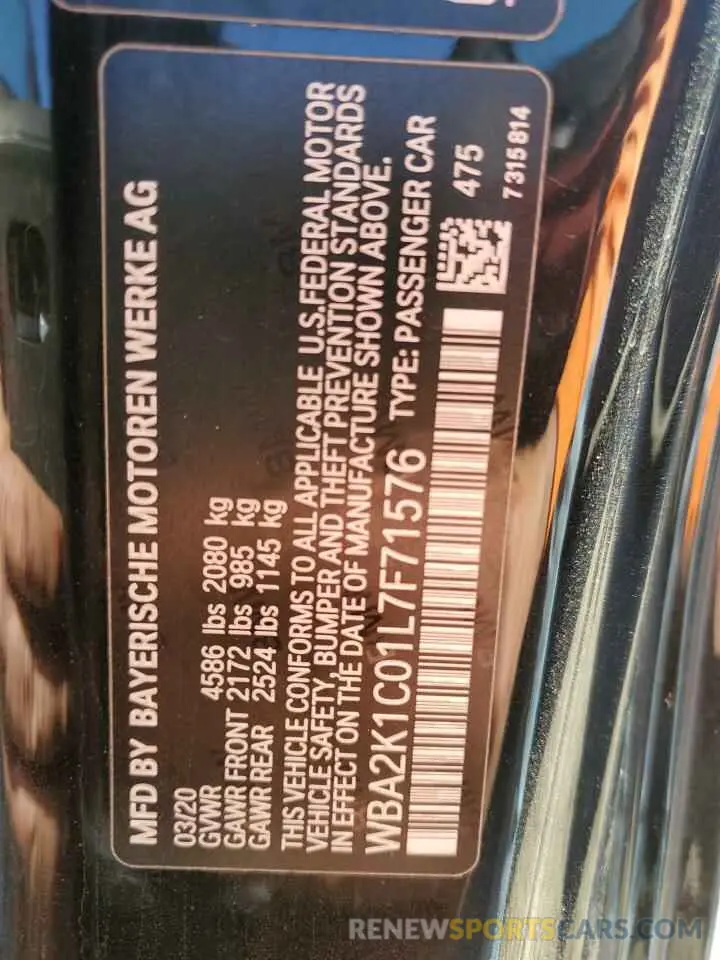 MFD BY BAYERISCHE MOTOREN WERKE AG
03/20
GVWR 4586 lbs 2080 kg
GAWR FRONT 2172 lbs 985 kg
GAWR REAR 2524 lbs 1145 kg
THIS VEHICLE CONFORMS TO ALL APPLICABLE U.S.FEDERAL MOTOR
VEHICLE SAFETY, BUMPER AND THEFT PREVENTION STANDARDS
IN EFFECT ON THE DATE OF MANUFACTURE SHOWN ABOVE.
WBA2K1C01L7F71576 TYPE: PASSENGER CAR
475
7 315 814
RENEWSPORTSCARS.COM